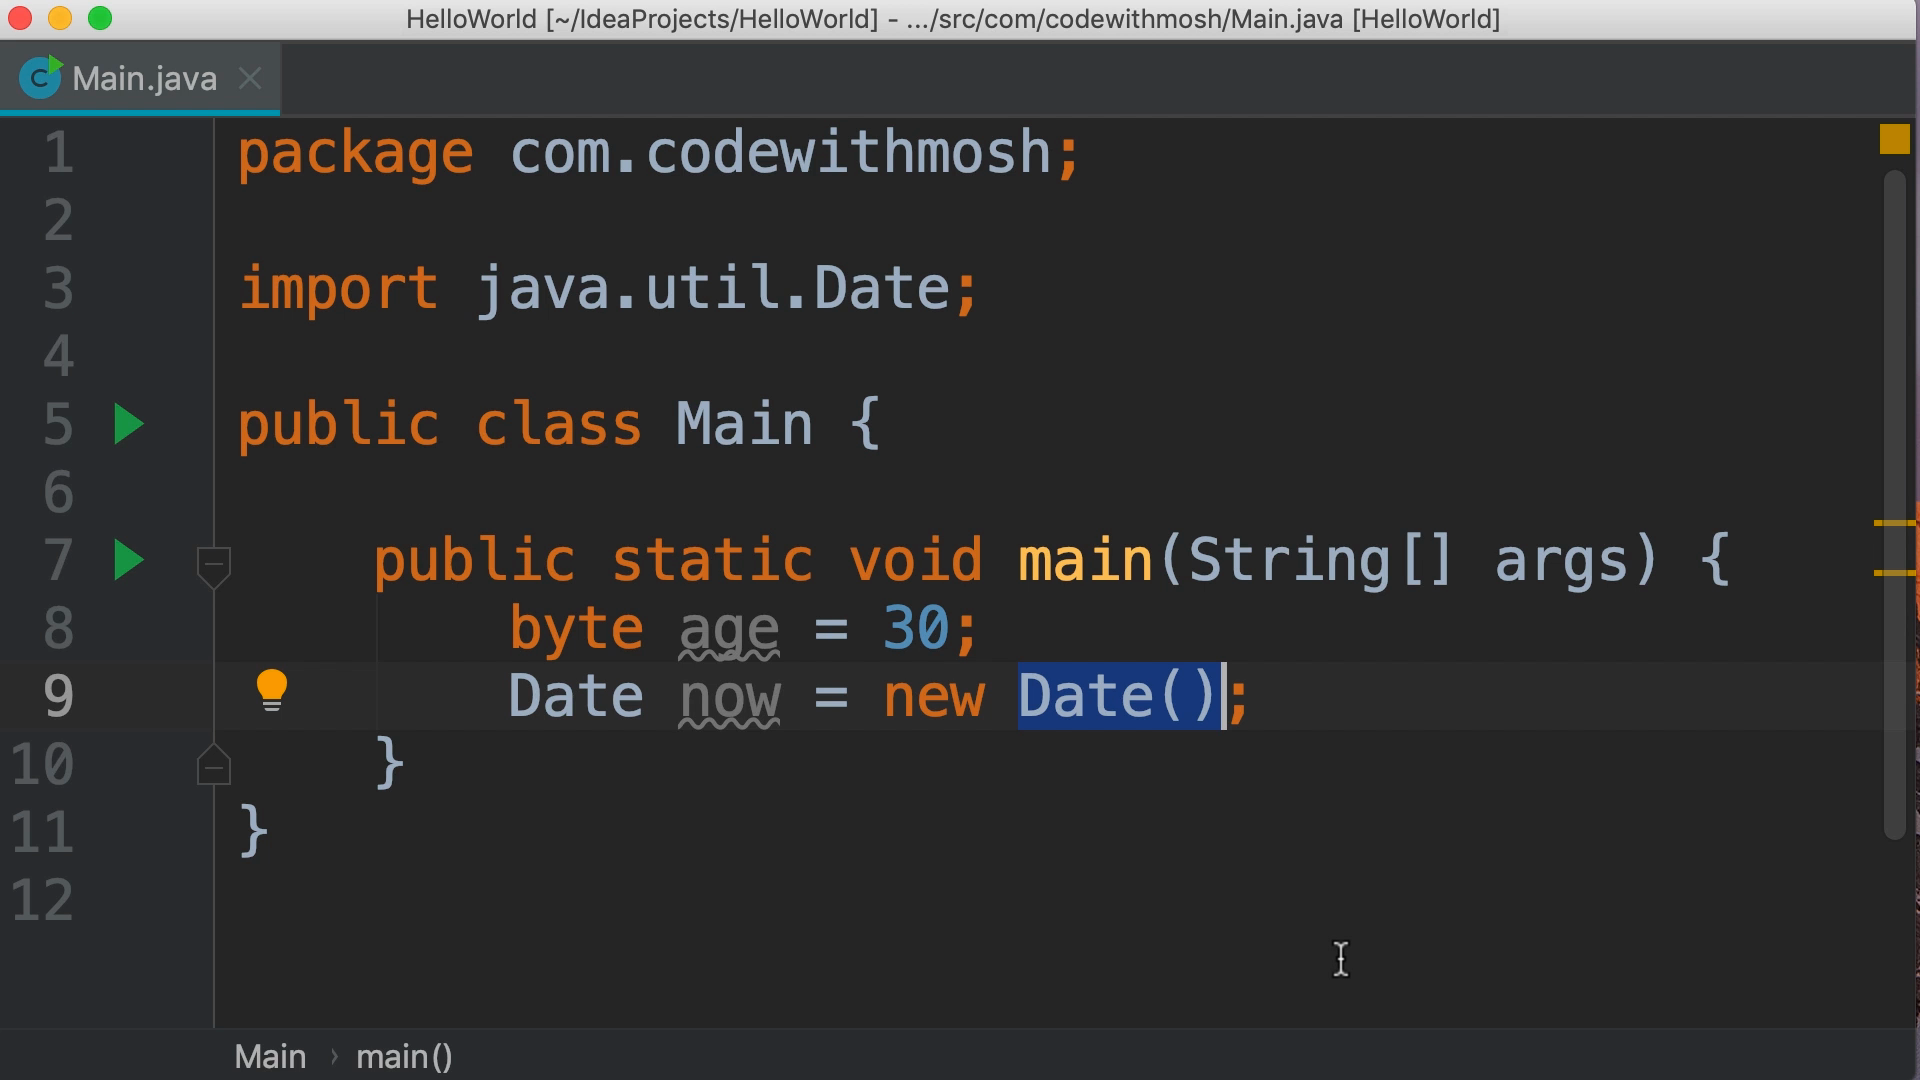 HelloWorld [~/IdeaProjects/HelloWorld] - .../src/com/codewithmosh/Main.java [HelloWorld]
C Main.java
1 package com.codewithmosh;
2
3 import java.util.Date;
4
5 public class Main {
6
7 public static void main(String[] args) {
8 byte age = 30;
9 Date now = new Date();
10 }
11 }
12
Main › main()